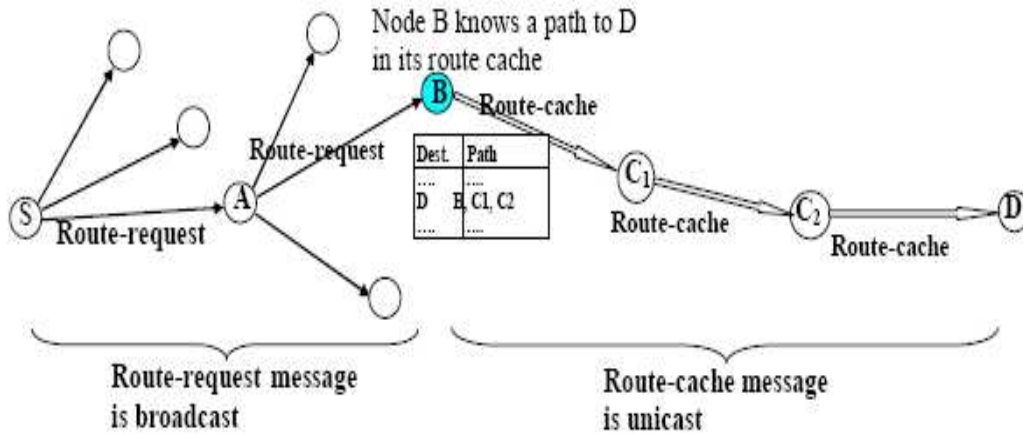 Node B knows a path to D
in its route cache
B
Route-cache
Route-request
Dest. Path
.... ....
D B, C1, C2
.... ....
C1
S
A
C2
D
Route-request
Route-cache
Route-cache
Route-request message
is broadcast
Route-cache message
is unicast